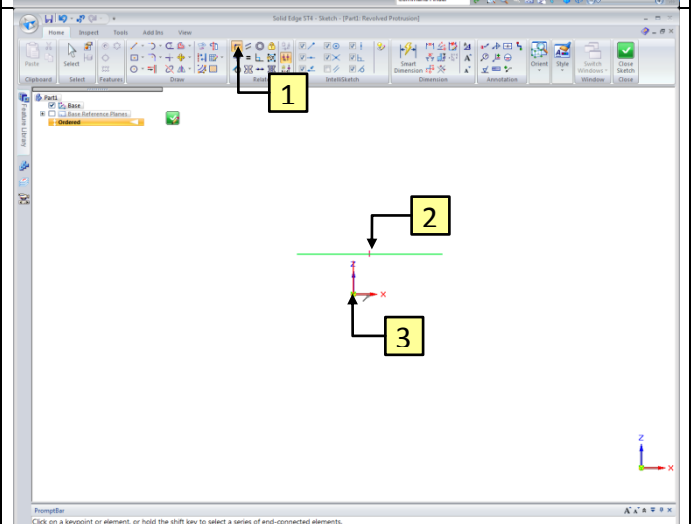 Solid Edge ST4 - Sketch - [Part1: Revolved Protrusion]
Home Inspect Tools Add Ins View
Paste Select Smart Dimension Orient Style Switch Windows Close Sketch
Clipboard Select Features Draw Relat IntelliSketch Dimension Annotation Window Close
1
Part1
Base
Base Reference Planes
Ordered
Feature Library
2
Z
X
3
Z
X
PromptBar
Click on a keypoint or element, or hold the shift key to select a series of end-connected elements.